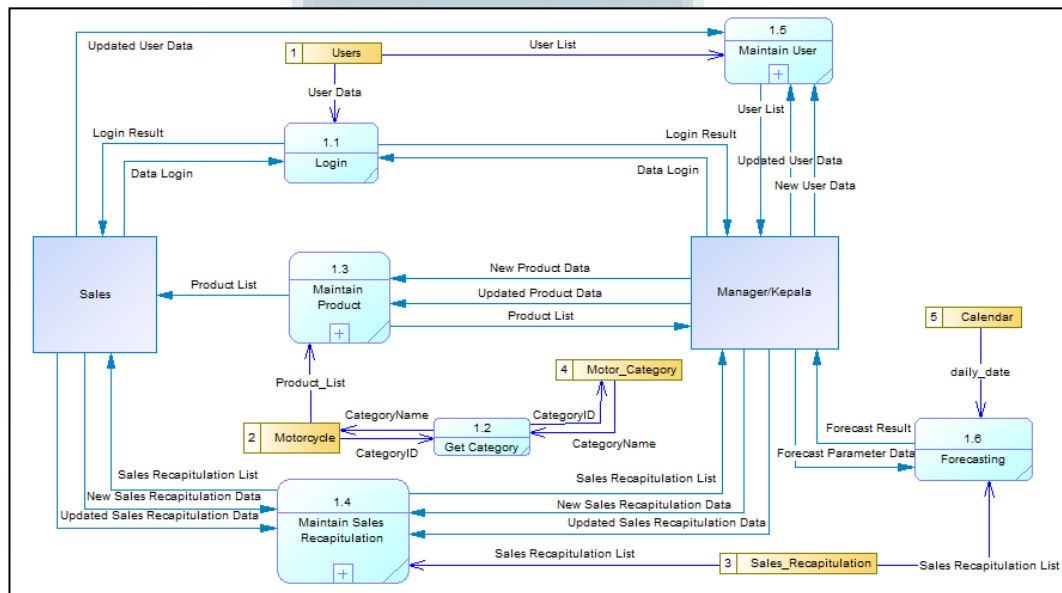 1.5
Updated User Data
User List
1 Users
Maintain User
User Data
User List
Login Result
1.1
Login Result
Updated User Data
Login
Data Login
Data Login
New User Data
1.3
New Product Data
Sales
Product List
Maintain
Product
Updated Product Data
Manager/Kepala
Product List
5 Calendar
4 Motor_Category
daily_date
Product_List
CategoryName
CategoryID
1.2
2 Motorcycle
Get Category
CategoryID
CategoryName
Forecast Result
1.6
Forecast Parameter Data
Forecasting
Sales Recapitulation List
Sales Recapitulation List
New Sales Recapitulation Data
1.4
New Sales Recapitulation Data
Updated Sales Recapitulation Data
Maintain Sales
Recapitulation
Updated Sales Recapitulation Data
Sales Recapitulation List
3 Sales_Recapitulation
Sales Recapitulation List